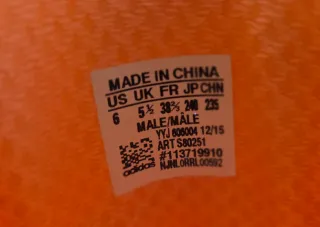 MADE IN CHINA
US UK FR JP CHN
6 5½ 38⅔ 240 235
MALE/MÂLE
YYJ 606004 12/15
ART S80251
#113719910
adidas NJNL0RRL00592